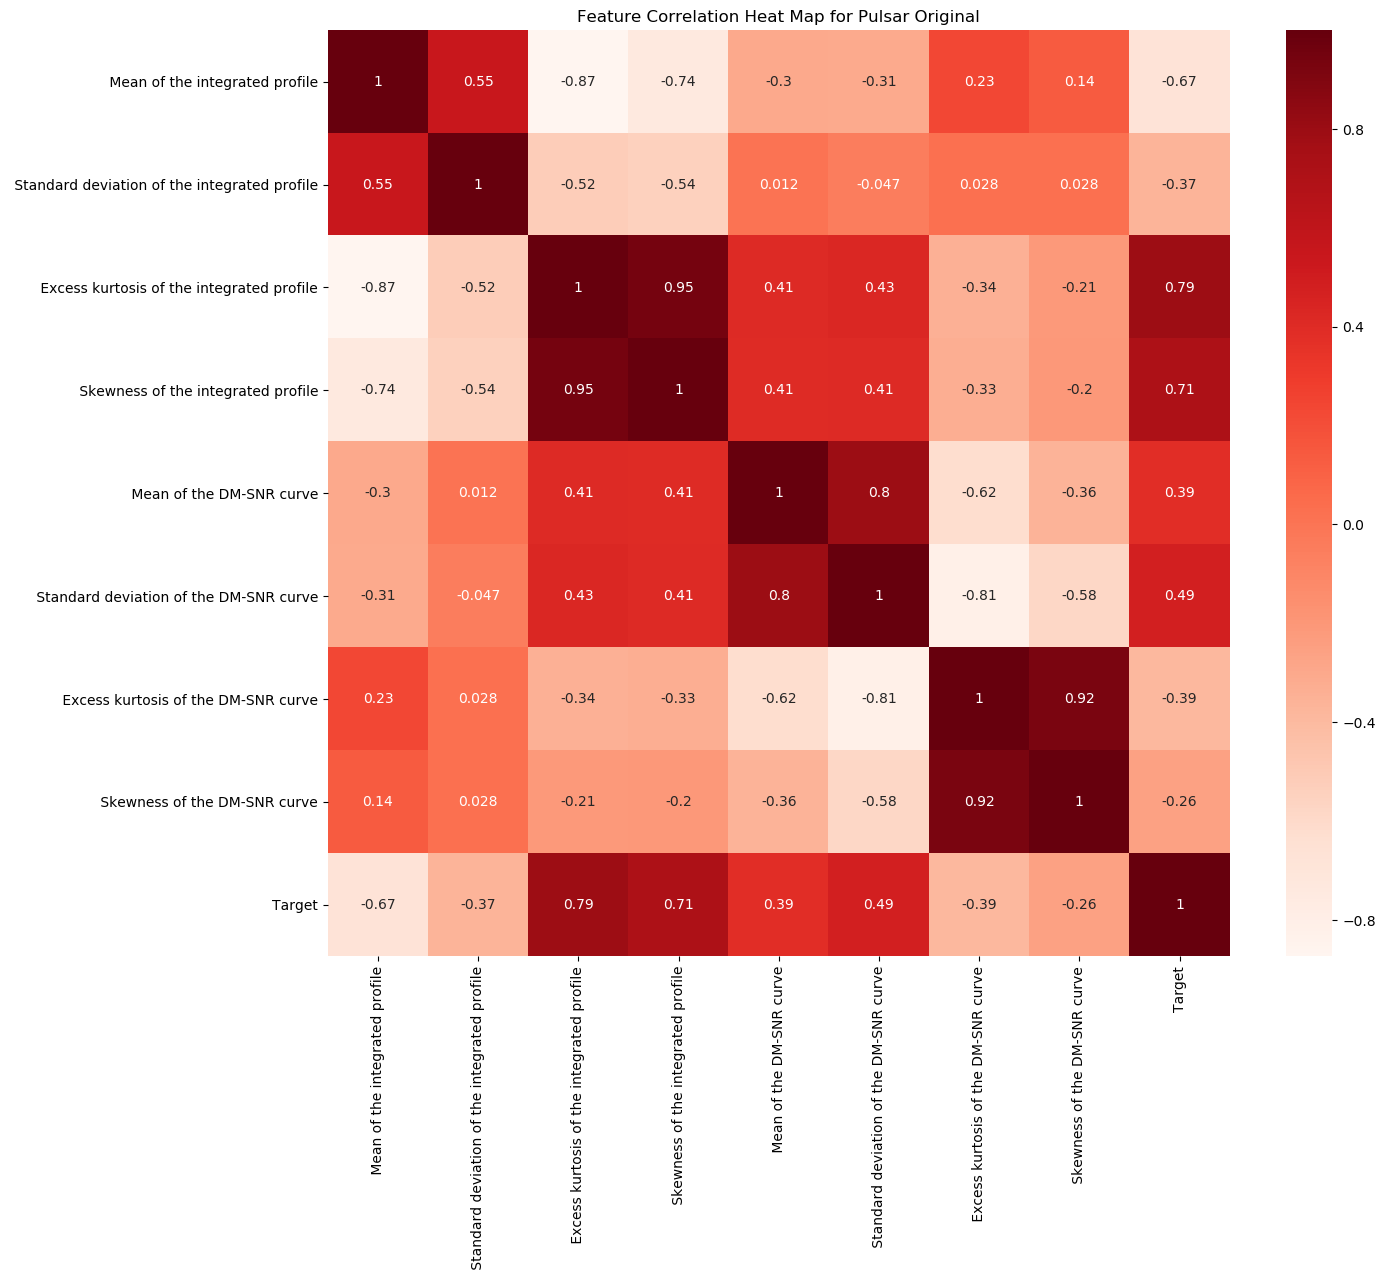 Feature Correlation Heat Map for Pulsar Original
Mean of the integrated profile 1 0.55 -0.87 -0.74 -0.3 -0.31 0.23 0.14 -0.67
Standard deviation of the integrated profile 0.55 1 -0.52 -0.54 0.012 -0.047 0.028 0.028 -0.37
Excess kurtosis of the integrated profile -0.87 -0.52 1 0.95 0.41 0.43 -0.34 -0.21 0.79
Skewness of the integrated profile -0.74 -0.54 0.95 1 0.41 0.41 -0.33 -0.2 0.71
Mean of the DM-SNR curve -0.3 0.012 0.41 0.41 1 0.8 -0.62 -0.36 0.39
Standard deviation of the DM-SNR curve -0.31 -0.047 0.43 0.41 0.8 1 -0.81 -0.58 0.49
Excess kurtosis of the DM-SNR curve 0.23 0.028 -0.34 -0.33 -0.62 -0.81 1 0.92 -0.39
Skewness of the DM-SNR curve 0.14 0.028 -0.21 -0.2 -0.36 -0.58 0.92 1 -0.26
Target -0.67 -0.37 0.79 0.71 0.39 0.49 -0.39 -0.26 1
Mean of the integrated profile
Standard deviation of the integrated profile
Excess kurtosis of the integrated profile
Skewness of the integrated profile
Mean of the DM-SNR curve
Standard deviation of the DM-SNR curve
Excess kurtosis of the DM-SNR curve
Skewness of the DM-SNR curve
Target
0.8
0.4
0.0
−0.4
−0.8